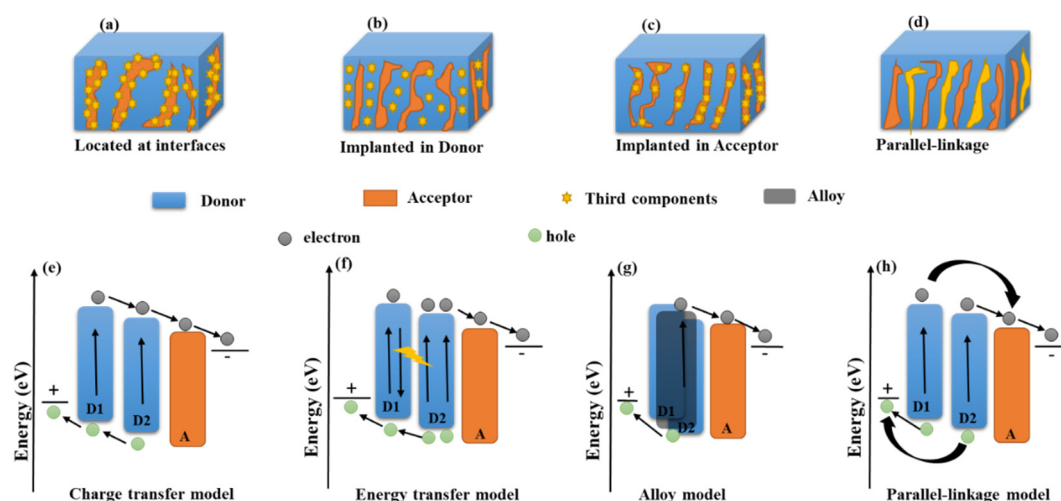 (a)
(b)
(c)
(d)
Located at interfaces
Implanted in Donor
Implanted in Acceptor
Parallel-linkage
Donor
Acceptor
Third components
Alloy
electron
hole
(e)
(f)
(g)
(h)
Energy (eV)
+
D1
D2
A
-
Energy (eV)
+
D1
D2
A
-
Energy (eV)
+
D1
D2
A
-
Energy (eV)
+
D1
D2
A
-
Charge transfer model
Energy transfer model
Alloy model
Parallel-linkage model